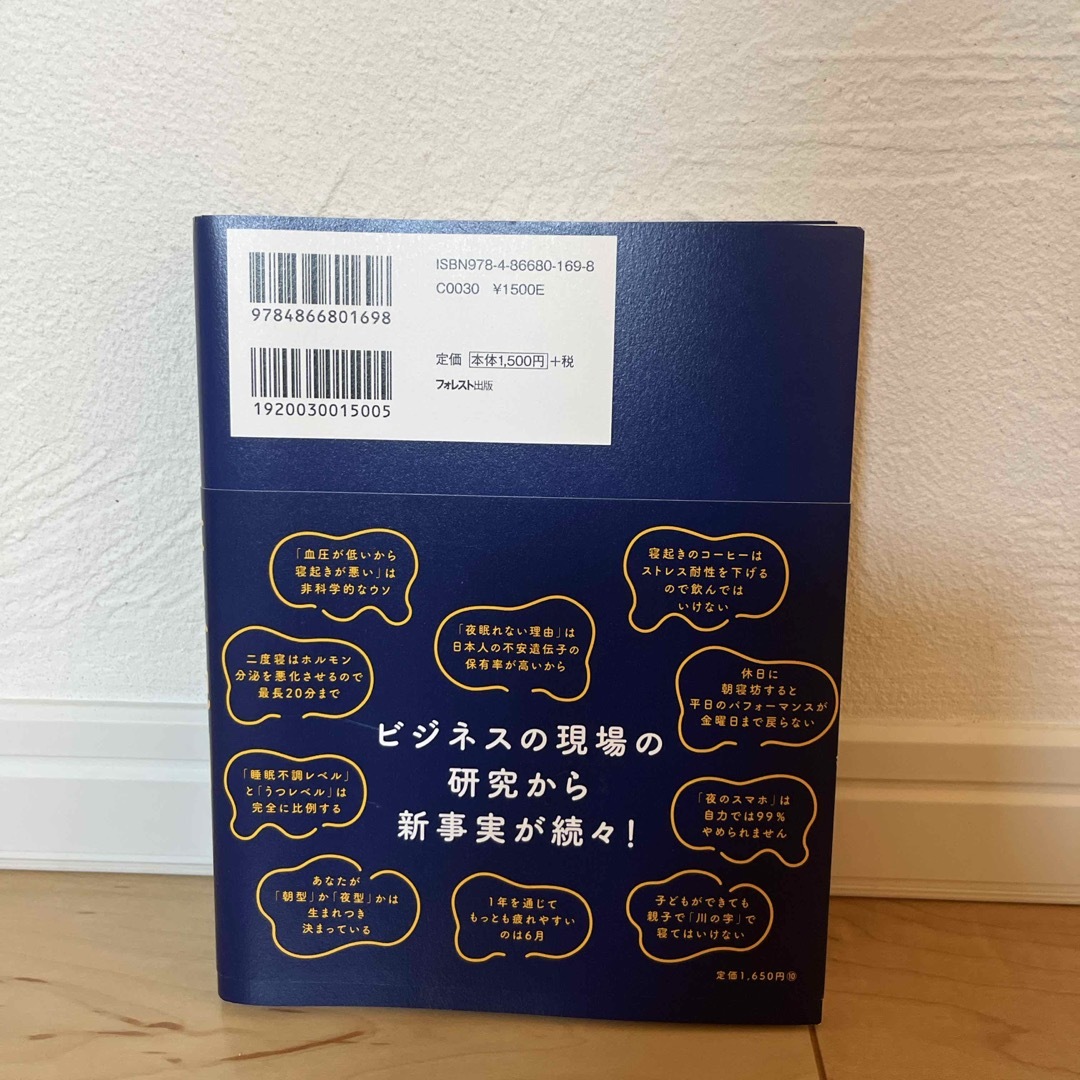 ISBN978-4-86680-169-8
C0030 ¥1500E
9784866801698
定価 本体1,500円+税
フォレスト出版
1920030015005
「血圧が低いから
寝起きが悪い」は
非科学的なウソ
寝起きのコーヒーは
ストレス耐性を下げる
ので飲んでは
いけない
「夜眠れない理由」は
日本人の不安遺伝子の
保有率が高いから
二度寝はホルモン
分泌を悪化させるので
最長20分まで
休日に
朝寝坊すると
平日のパフォーマンスが
金曜日まで戻らない
ビジネスの現場の
研究から
新事実が続々!
「睡眠不調レベル」
と「うつレベル」は
完全に比例する
「夜のスマホ」は
自力では99%
やめられません
あなたが
「朝型」か「夜型」かは
生まれつき
決まっている
1年を通じて
もっとも疲れやすい
のは6月
子どもができても
親子で「川の字」で
寝てはいけない
定価1,650円⑩